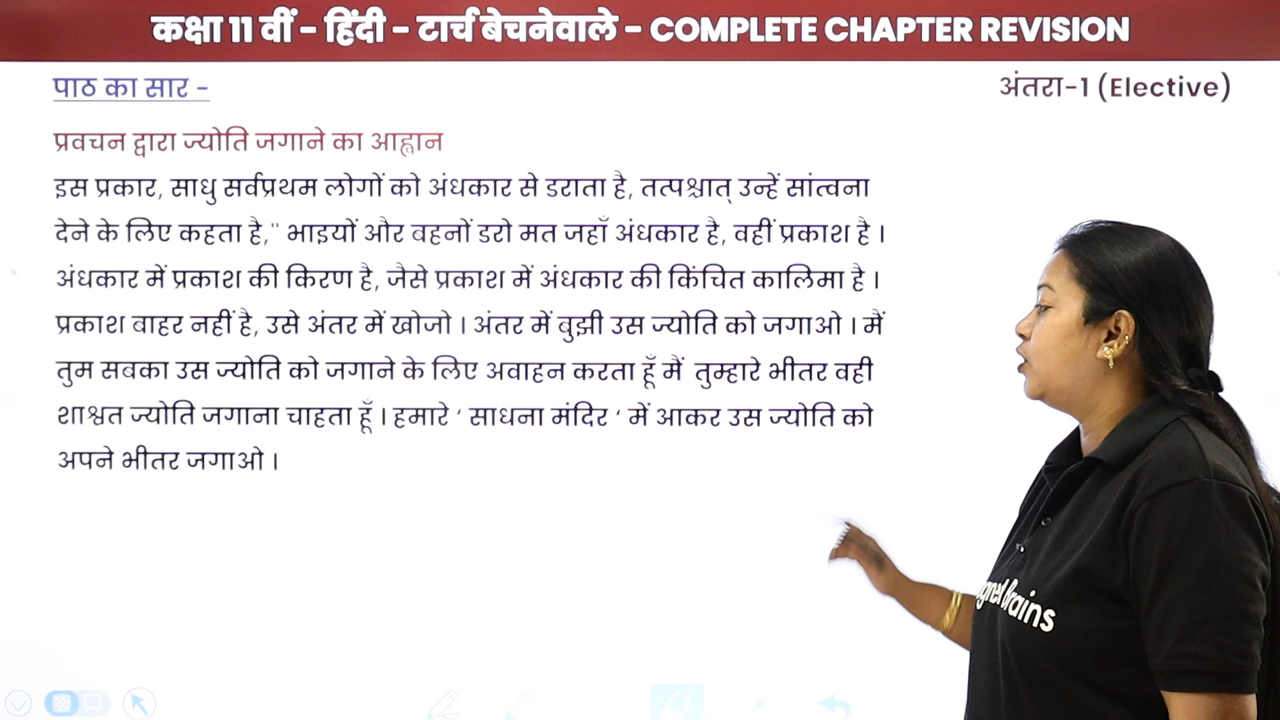 कक्षा 11 वीं - हिंदी - टार्च बेचनेवाले - COMPLETE CHAPTER REVISION
पाठ का सार -
अंतरा-1 (Elective)
प्रवचन द्वारा ज्योति जगाने का आह्वान
इस प्रकार, साधु सर्वप्रथम लोगों को अंधकार से डराता है, तत्पश्चात् उन्हें सांत्वना
देने के लिए कहता है," भाइयों और बहनों डरो मत जहाँ अंधकार है, वहीं प्रकाश है ।
अंधकार में प्रकाश की किरण है, जैसे प्रकाश में अंधकार की किंचित कालिमा है ।
प्रकाश बाहर नहीं है, उसे अंतर में खोजो । अंतर में बुझी उस ज्योति को जगाओ । मैं
तुम सबका उस ज्योति को जगाने के लिए अवाहन करता हूँ मैं तुम्हारे भीतर वही
शाश्वत ज्योति जगाना चाहता हूँ । हमारे ' साधना मंदिर ' में आकर उस ज्योति को
अपने भीतर जगाओ ।
Brains